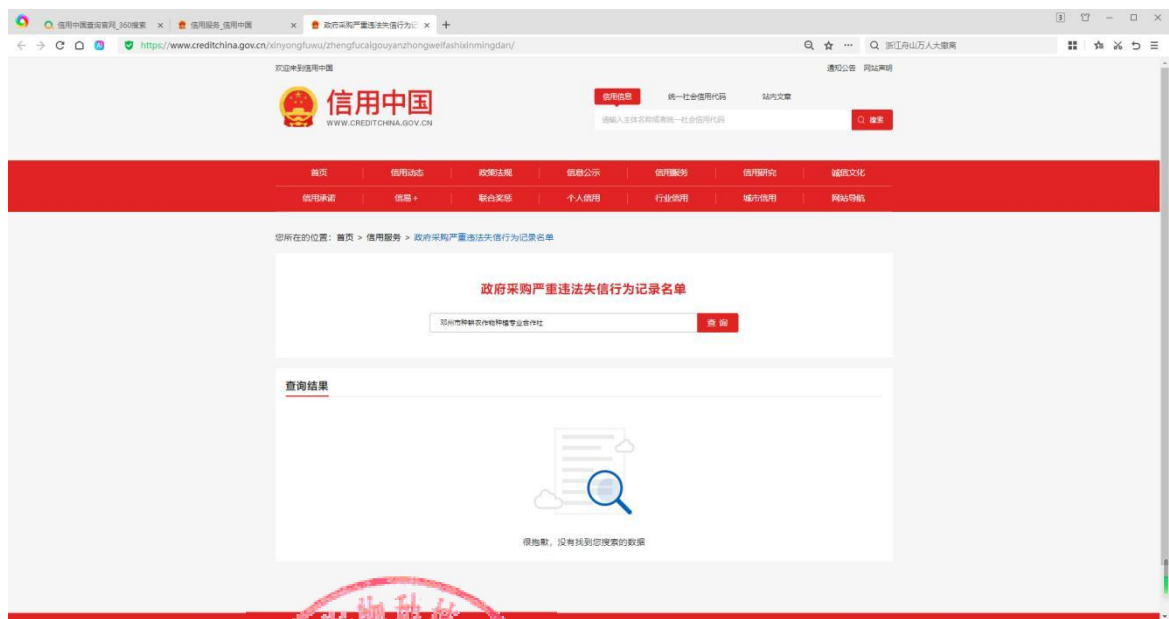 信用中国查询官网_360搜索
信用服务_信用中国
政府采购严重违法失信行为记
https://www.creditchina.gov.cn/xinyongfuwu/zhengfucaigouyanzhongweifashixinmingdan/
浙江舟山万人大撤离
欢迎来到信用中国
通知公告 网站声明
信用中国
WWW.CREDITCHINA.GOV.CN
信用信息 统一社会信用代码 站内文章
请输入主体名称或者统一社会信用代码
搜索
首页 信用动态 政策法规 信息公示 信用服务 信用研究 诚信文化
信用承诺 信易+ 联合奖惩 个人信用 行业信用 城市信用 网站导航
您所在的位置：首页 > 信用服务 > 政府采购严重违法失信行为记录名单
政府采购严重违法失信行为记录名单
邓州市种耕农作物种植专业合作社
查询
查询结果
很抱歉，没有找到您搜索的数据